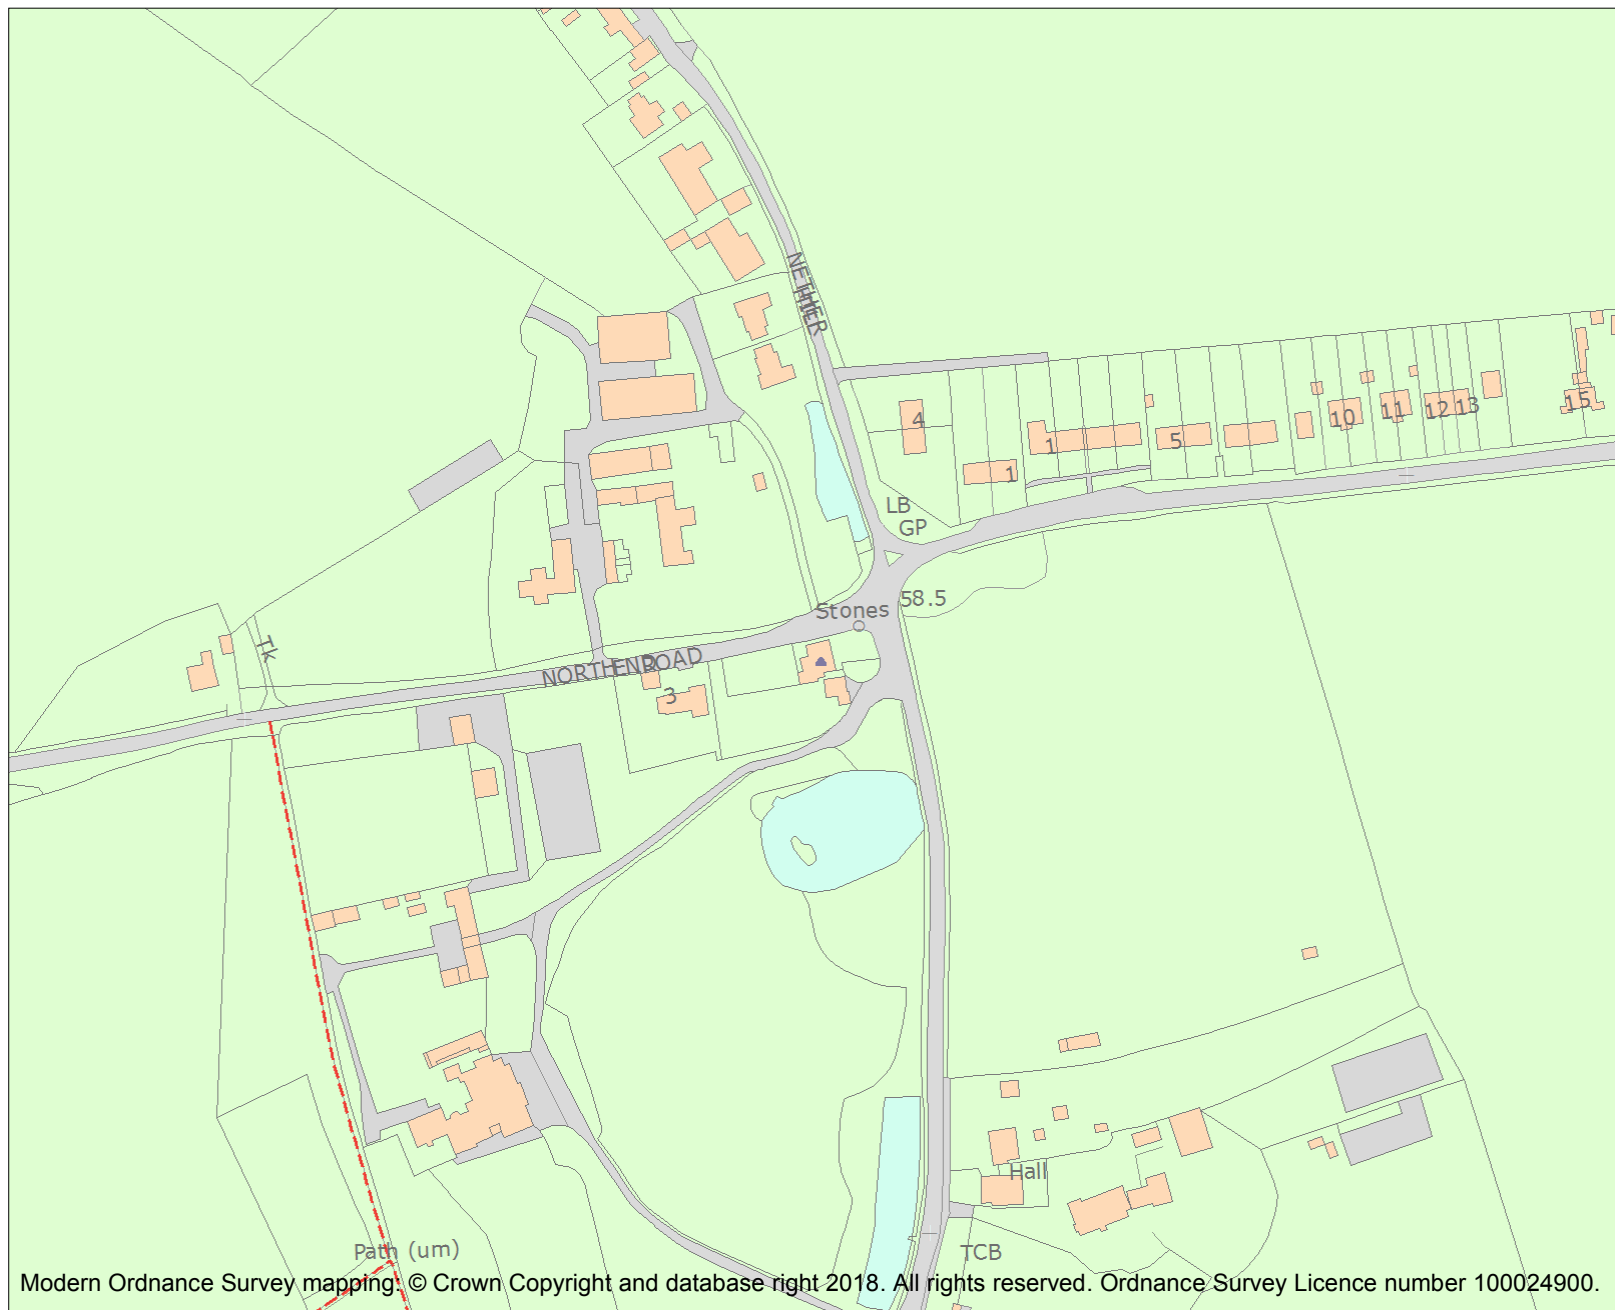 NETHER
4
1
5
10
11
12
13
15
1
LB
GP
58.5
Stones
Tk
NORTH END ROAD
3
Hall
Path (um)
TCB
Modern Ordnance Survey mapping: © Crown Copyright and database right 2018. All rights reserved. Ordnance Survey Licence number 100024900.